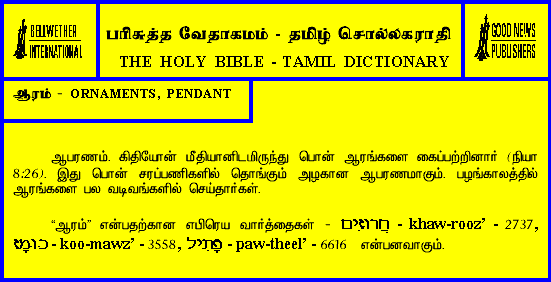 BELLWETHER
INTERNATIONAL
பரிசுத்த வேதாகமம் - தமிழ் சொல்லகராதி
THE HOLY BIBLE - TAMIL DICTIONARY
GOOD NEWS
PUBLISHERS
ஆரம் - ORNAMENTS, PENDANT
ஆபரணம். கிதியோன் மீதியானிடமிருந்து பொன் ஆரங்களை கைப்பற்றினார் (நியா
8:26). இது பொன் சரப்பணிகளில் தொங்கும் அழகான ஆபரணமாகும். பழங்காலத்தில்
ஆரங்களை பல வடிவங்களில் செய்தார்கள்.
“ஆரம்” என்பதற்கான எபிரெய வார்த்தைகள் - חֲרוּזִים - khaw-rooz’ - 2737,
כּוּמָז - koo-mawz’ - 3558, פָּתִיל - paw-theel’ - 6616 என்பனவாகும்.